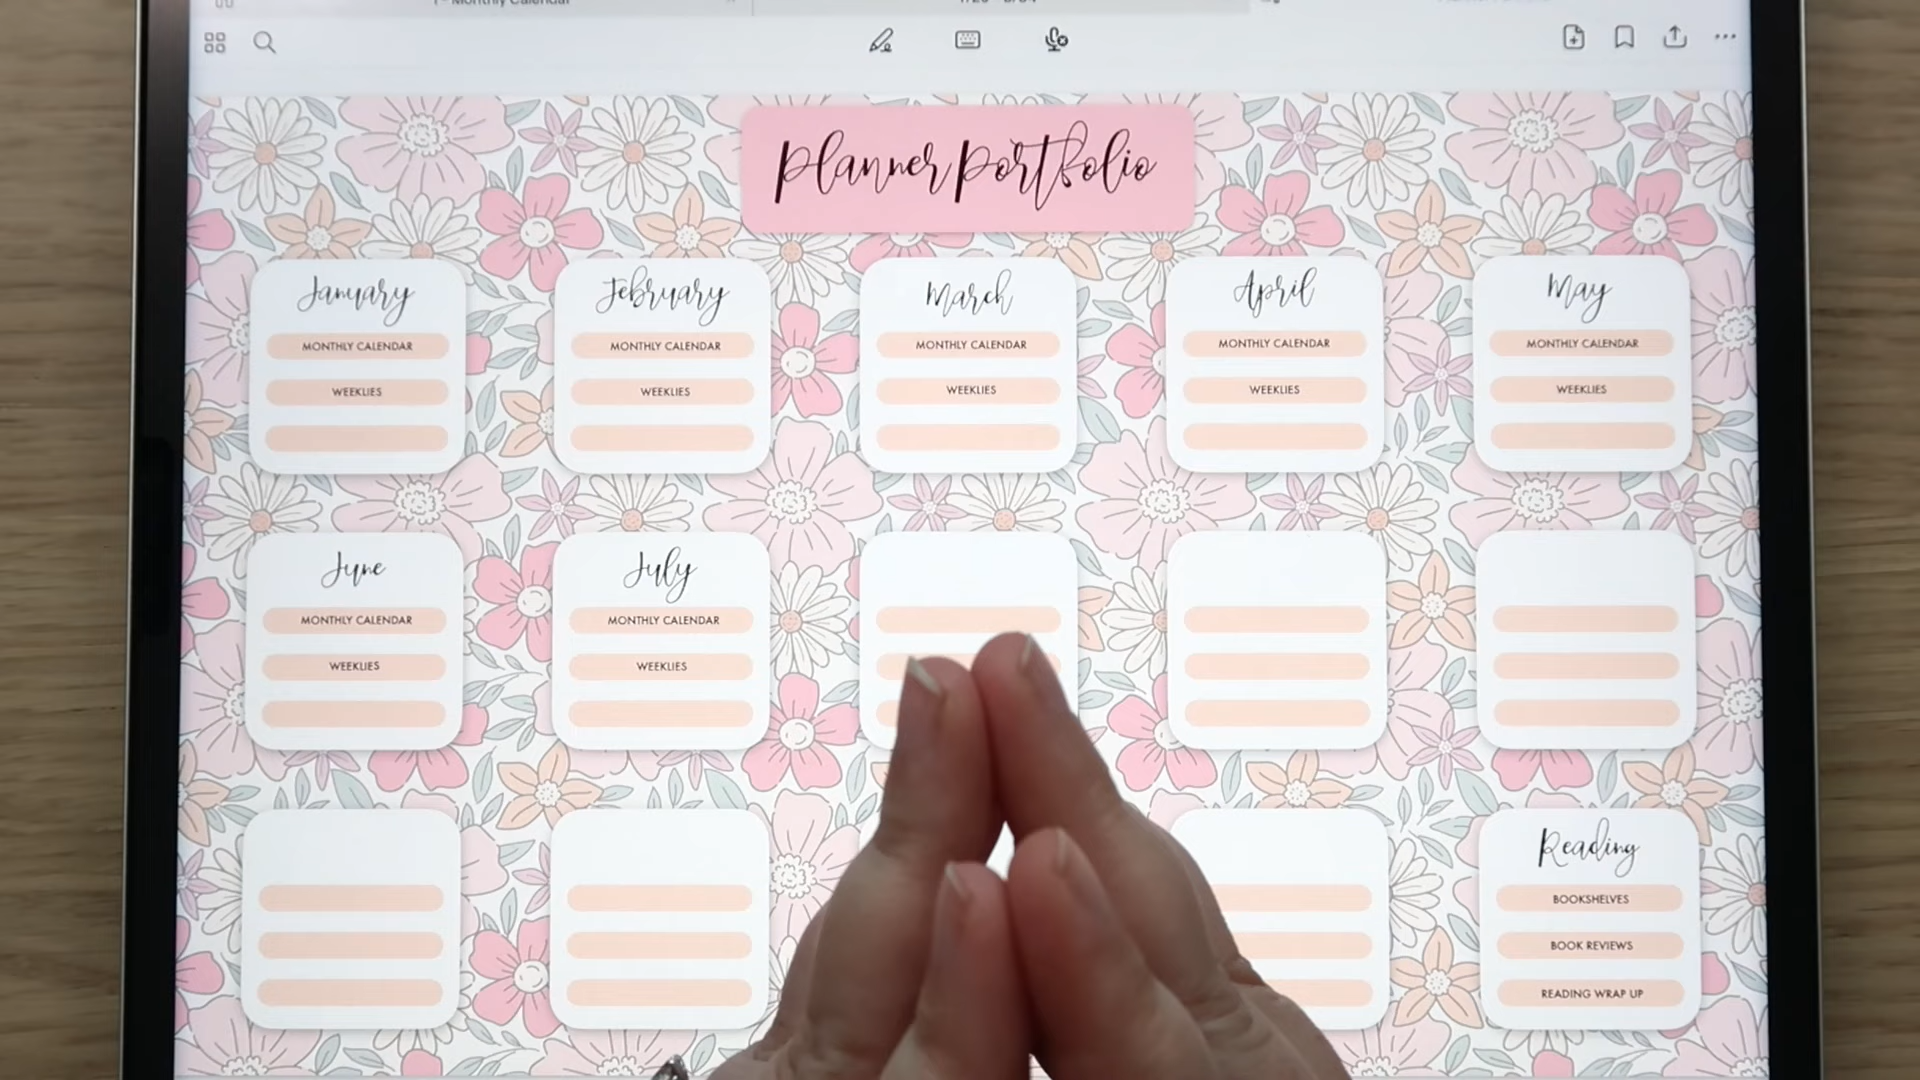 Planner Portfolio
January
MONTHLY CALENDAR
WEEKLIES
February
MONTHLY CALENDAR
WEEKLIES
March
MONTHLY CALENDAR
WEEKLIES
April
MONTHLY CALENDAR
WEEKLIES
May
MONTHLY CALENDAR
WEEKLIES
June
MONTHLY CALENDAR
WEEKLIES
July
MONTHLY CALENDAR
WEEKLIES
Reading
BOOKSHELVES
BOOK REVIEWS
READING WRAP UP